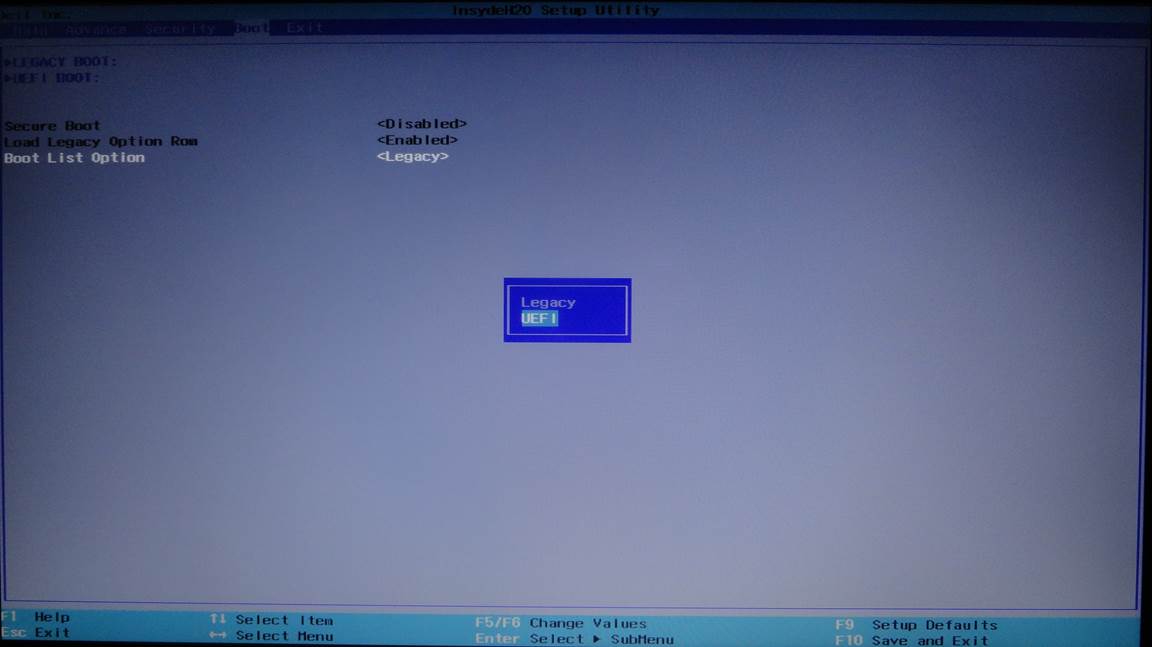 Dell Inc.
InsydeH2O Setup Utility
Main Advance Security Boot Exit
▶LEGACY BOOT:
▶UEFI BOOT:
Secure Boot <Disabled>
Load Legacy Option Rom <Enabled>
Boot List Option <Legacy>
Legacy
UEFI
F1 Help ↑↓ Select Item F5/F6 Change Values F9 Setup Defaults
Esc Exit ↔ Select Menu Enter Select ▶ SubMenu F10 Save and Exit